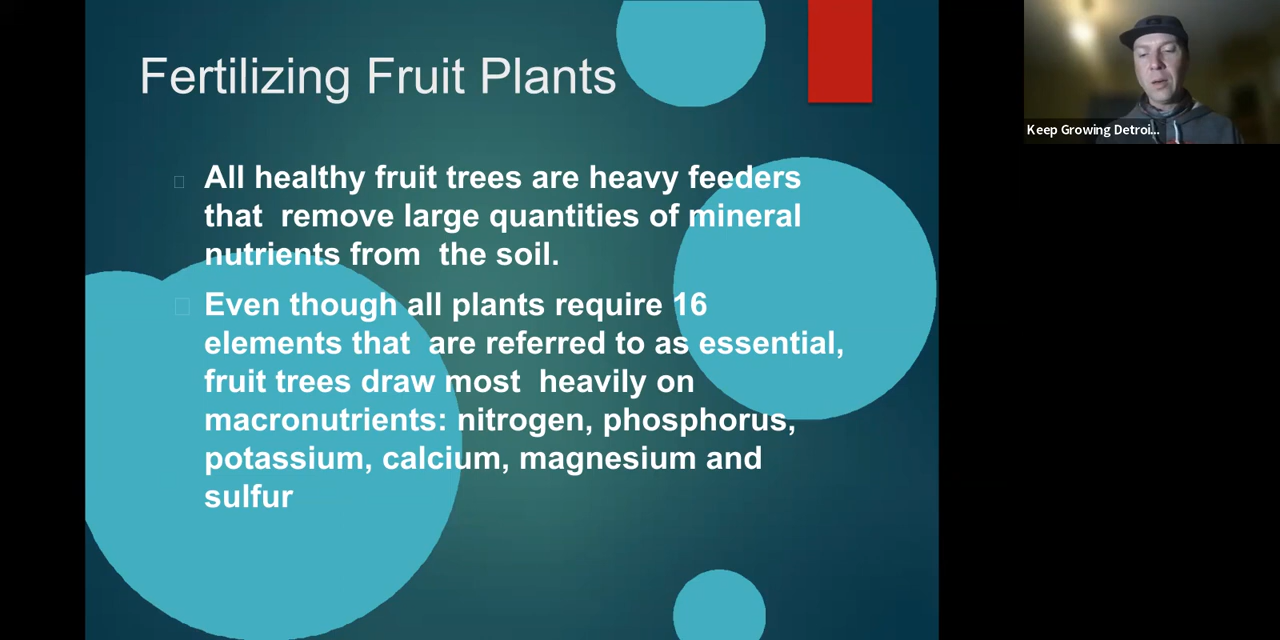 Fertilizing Fruit Plants
All healthy fruit trees are heavy feeders
that  remove large quantities of mineral
nutrients from  the soil.
Even though all plants require 16
elements that  are referred to as essential,
fruit trees draw most  heavily on
macronutrients: nitrogen, phosphorus,
potassium, calcium, magnesium and
sulfur
Keep Growing Detroi...